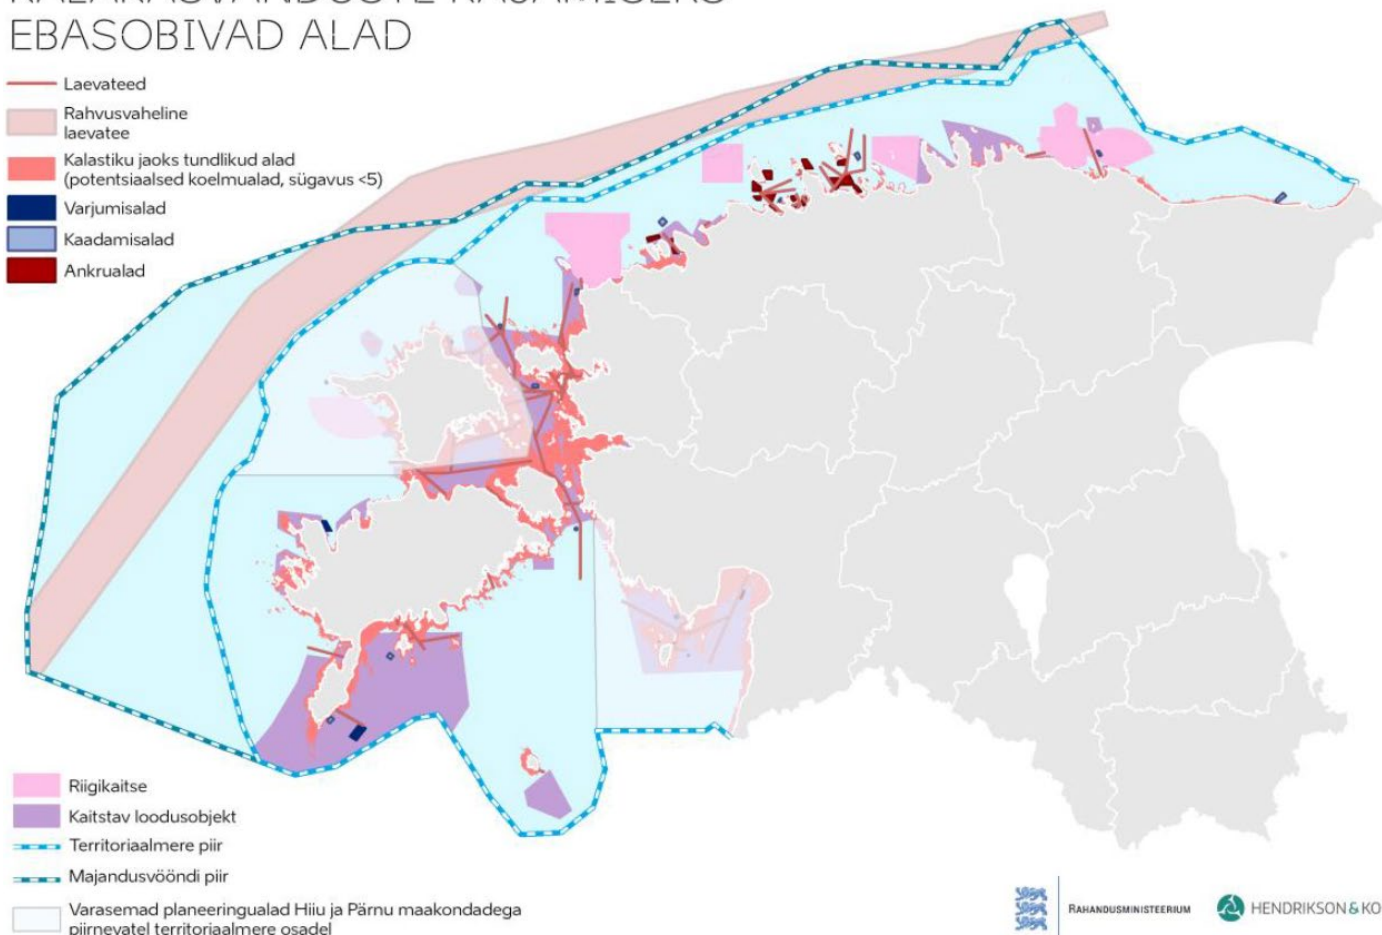 EBASOBIVAD ALAD
Laevateed
Rahvusvaheline
laevatee
Kalastiku jaoks tundlikud alad
(potentsiaalsed koelmualad, sügavus <5)
Varjumisalad
Kaadamisalad
Ankrualad
Riigikaitse
Kaitstav loodusobjekt
Territoriaalmere piir
Majandusvööndi piir
Varasemad planeeringualad Hiiu ja Pärnu maakondadega
piirnevatel territoriaalmere osadel
RAHANDUSMINISTEERIUM
HENDRIKSON & KO